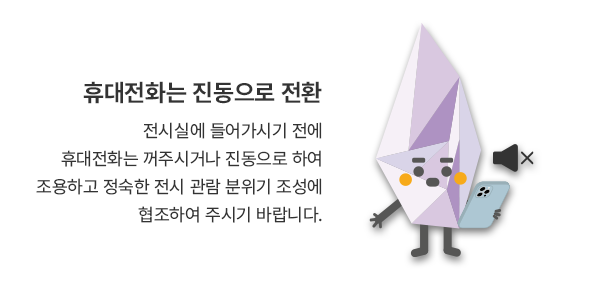 휴대전화는 진동으로 전환
전시실에 들어가시기 전에
휴대전화는 꺼주시거나 진동으로 하여
조용하고 정숙한 전시 관람 분위기 조성에
협조하여 주시기 바랍니다.